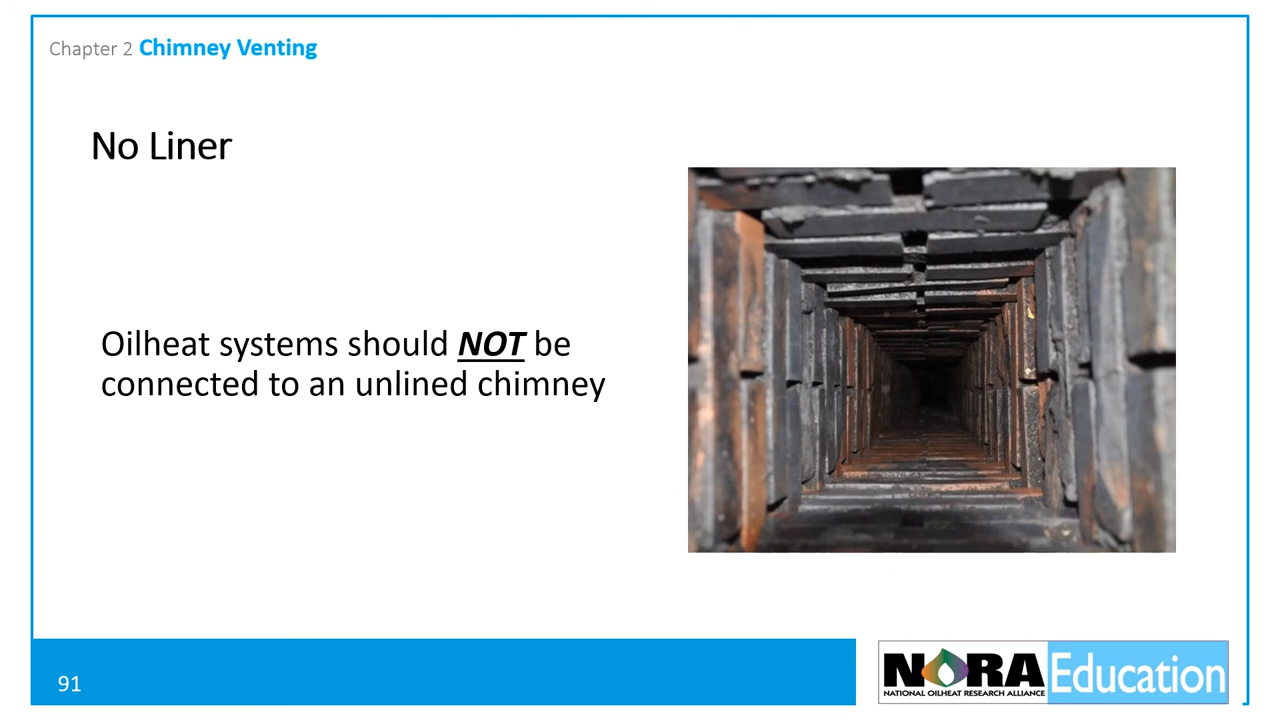 Chapter 2 Chimney Venting
No Liner
Oilheat systems should NOT be
connected to an unlined chimney
91
NORA Education
NATIONAL OILHEAT RESEARCH ALLIANCE